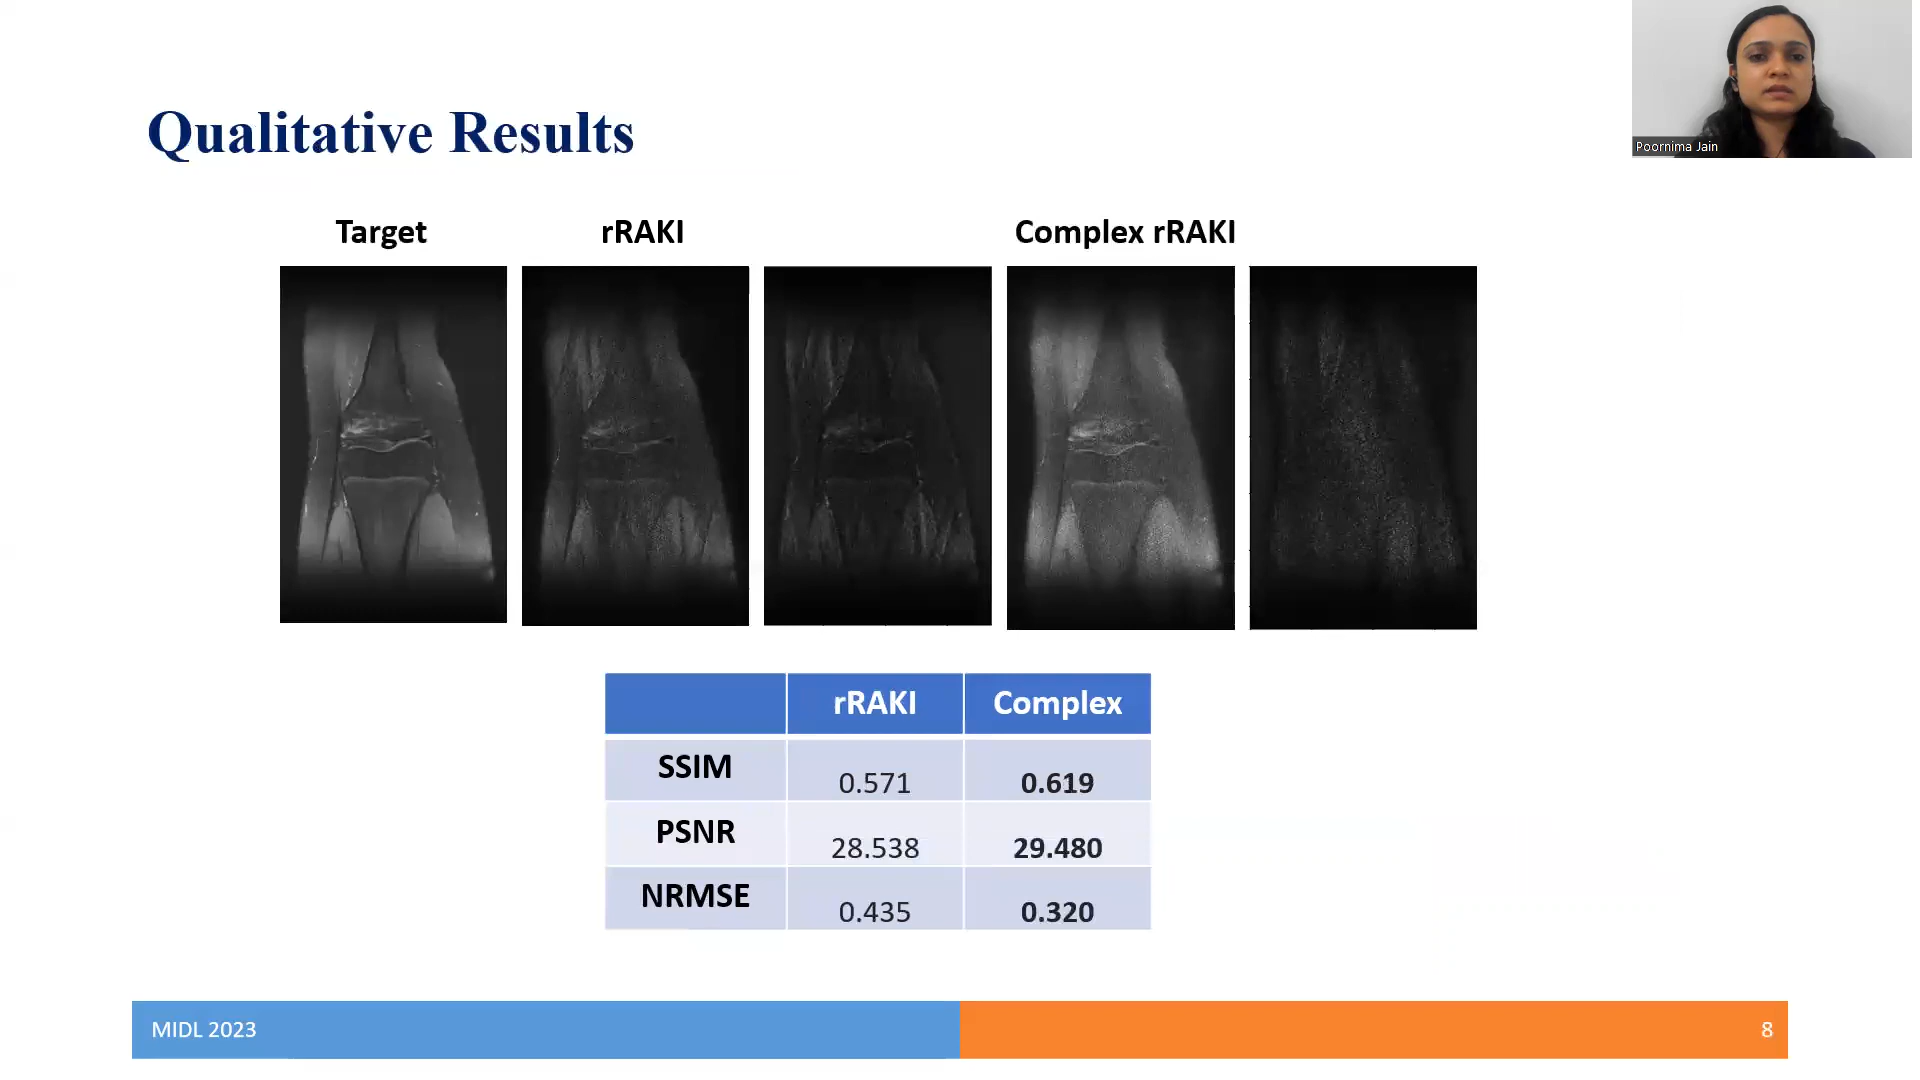 Poornima Jain
Qualitative Results
Target rRAKI Complex rRAKI
rRAKI Complex
SSIM 0.571 0.619
PSNR 28.538 29.480
NRMSE 0.435 0.320
MIDL 2023 8